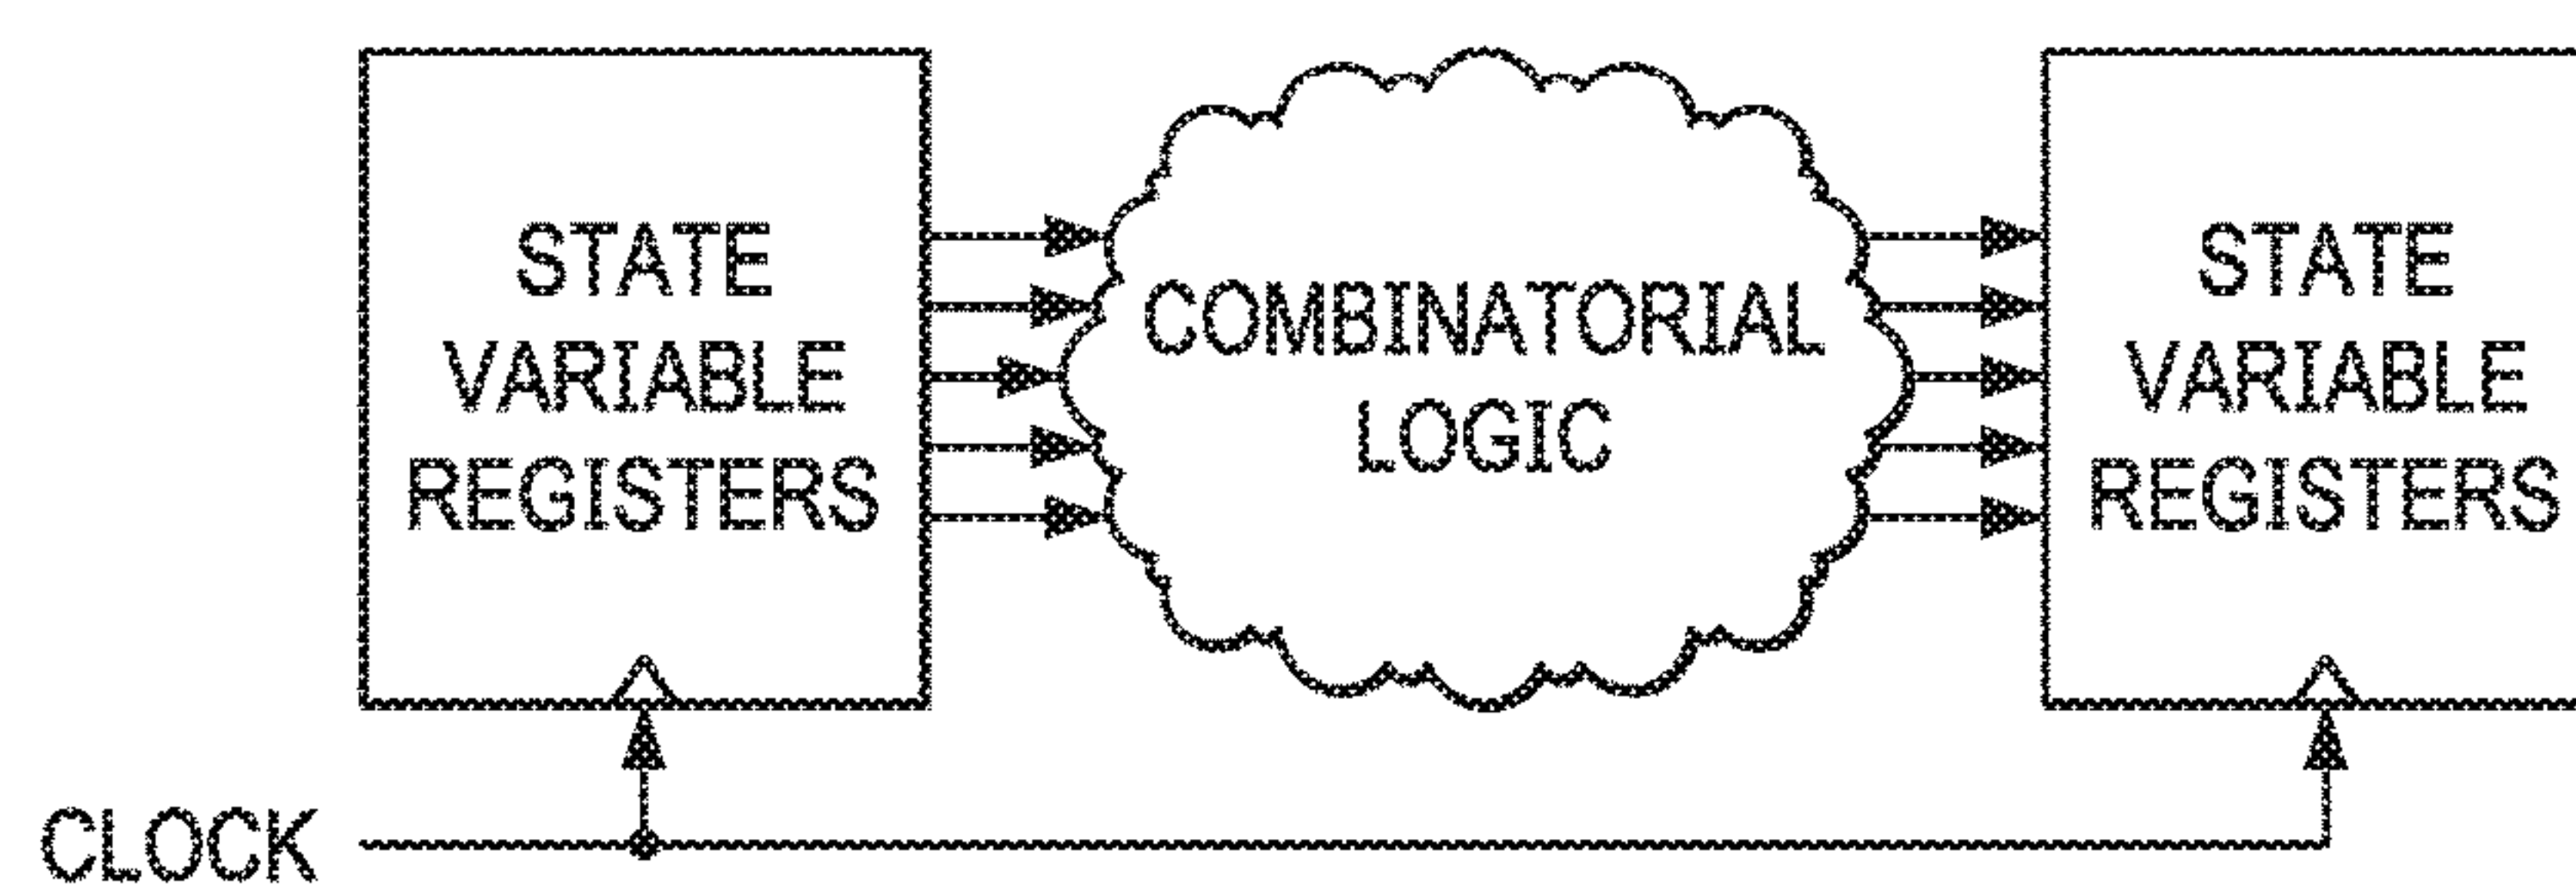 STATE
VARIABLE
REGISTERS
COMBINATORIAL
LOGIC
STATE
VARIABLE
REGISTERS
CLOCK